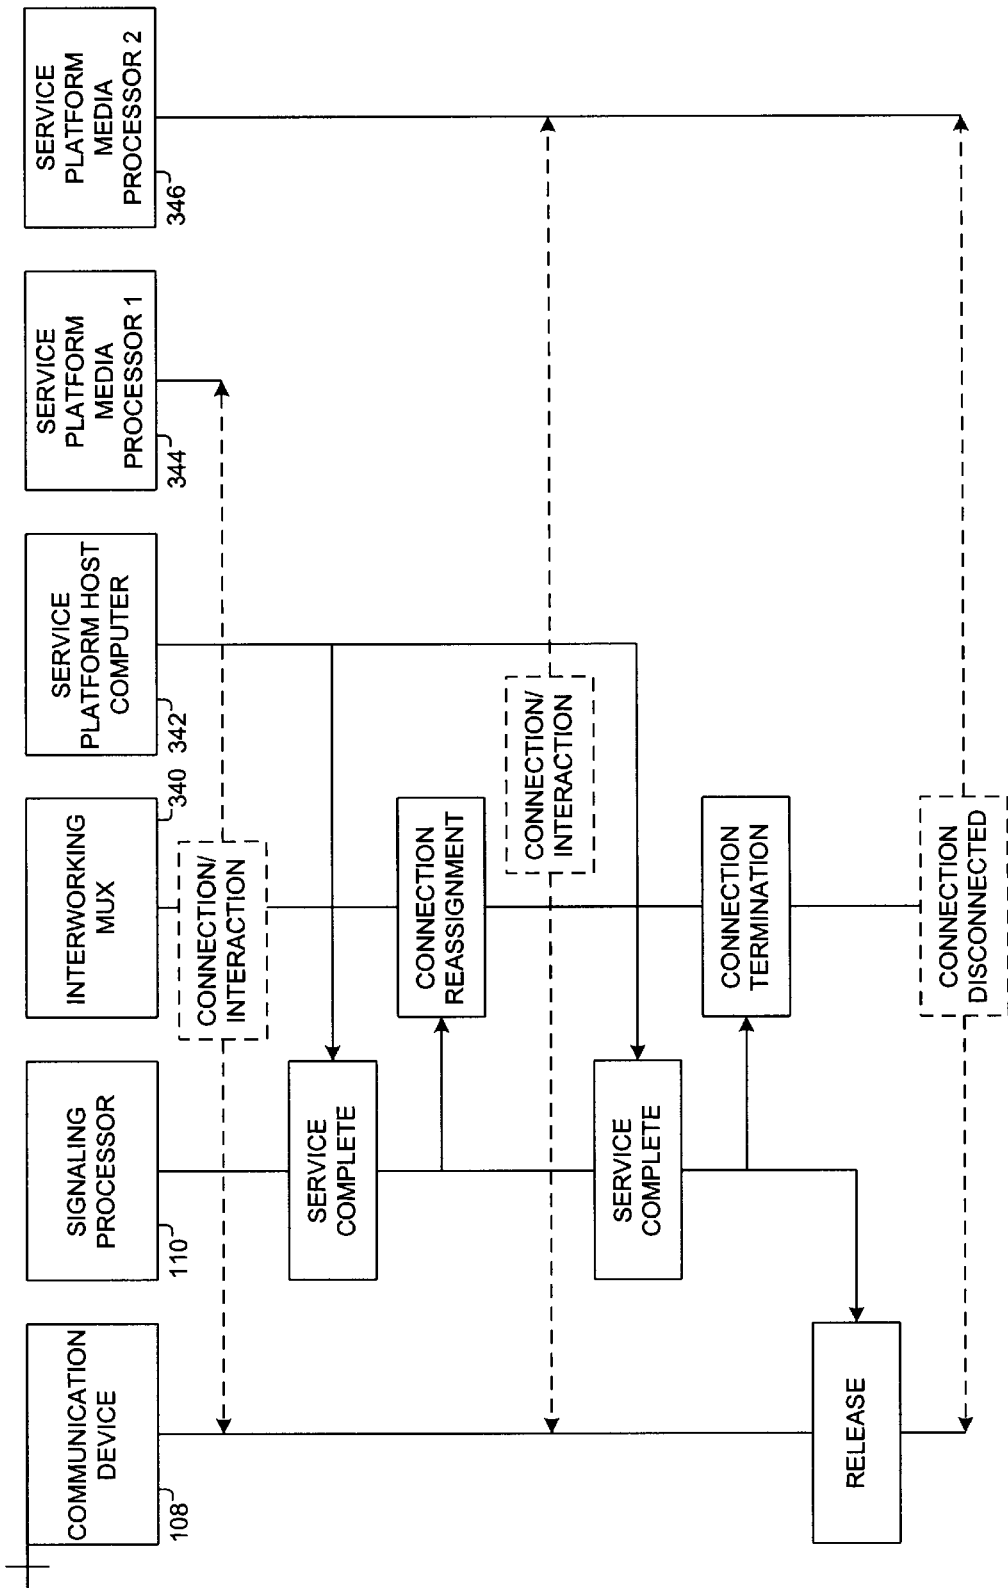 COMMUNICATION
DEVICE
108
SIGNALING
PROCESSOR
110
INTERWORKING
MUX
340
SERVICE
PLATFORM HOST
COMPUTER
342
SERVICE
PLATFORM
MEDIA
PROCESSOR 1
344
SERVICE
PLATFORM
MEDIA
PROCESSOR 2
346
CONNECTION/
INTERACTION
SERVICE
COMPLETE
CONNECTION
REASSIGNMENT
CONNECTION/
INTERACTION
SERVICE
COMPLETE
CONNECTION
TERMINATION
RELEASE
CONNECTION
DISCONNECTED